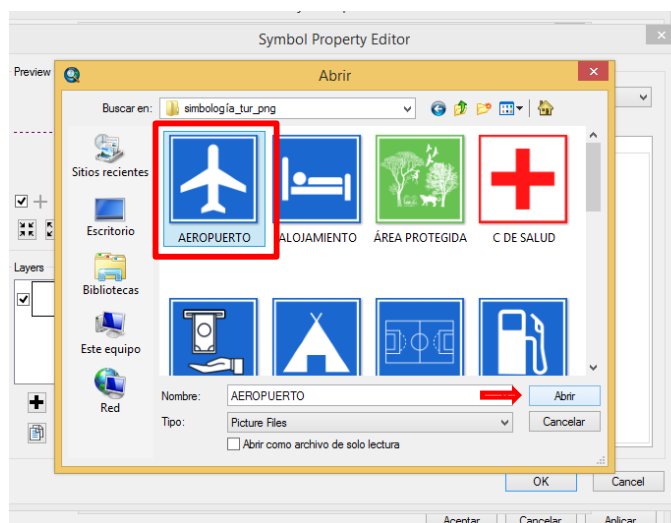 Symbol Property Editor
Preview
Abrir
Buscar en:
simbología_tur_png
Sitios recientes
Escritorio
Bibliotecas
Este equipo
Red
AEROPUERTO
ALOJAMIENTO
ÁREA PROTEGIDA
C DE SALUD
Layers
Nombre:
AEROPUERTO
Abrir
Tipo:
Picture Files
Cancelar
Abrir como archivo de solo lectura
OK
Cancel
Aceptar
Cancelar
Aplicar